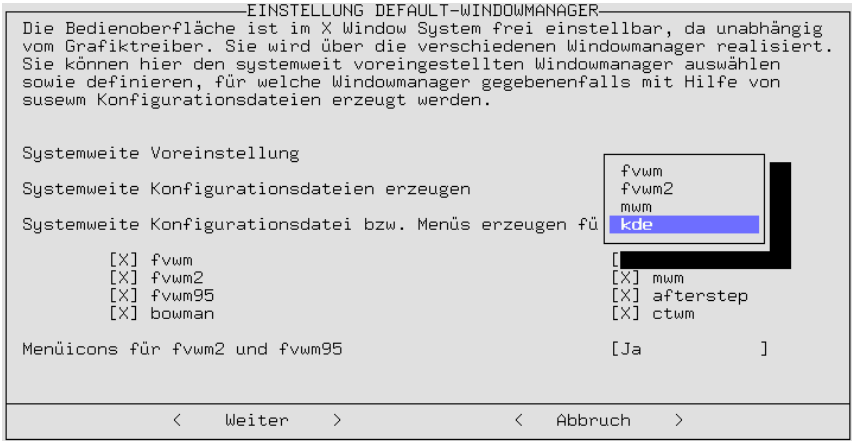 EINSTELLUNG DEFAULT-WINDOWMANAGER
Die Bedienoberfläche ist im X Window System frei einstellbar, da unabhängig
vom Grafiktreiber. Sie wird über die verschiedenen Windowmanager realisiert.
Sie können hier den systemweit voreingestellten Windowmanager auswählen
sowie definieren, für welche Windowmanager gegebenenfalls mit Hilfe von
susewm Konfigurationsdateien erzeugt werden.
Systemweite Voreinstellung
fvwm
Systemweite Konfigurationsdateien erzeugen
fvwm2
mwm
Systemweite Konfigurationsdatei bzw. Menüs erzeugen fü
kde
[X] fvwm [
[X] fvwm2 [X] mwm
[X] fvwm95 [X] afterstep
[X] bowman [X] ctwm
Menüicons für fvwm2 und fvwm95 [Ja ]
< Weiter > < Abbruch >